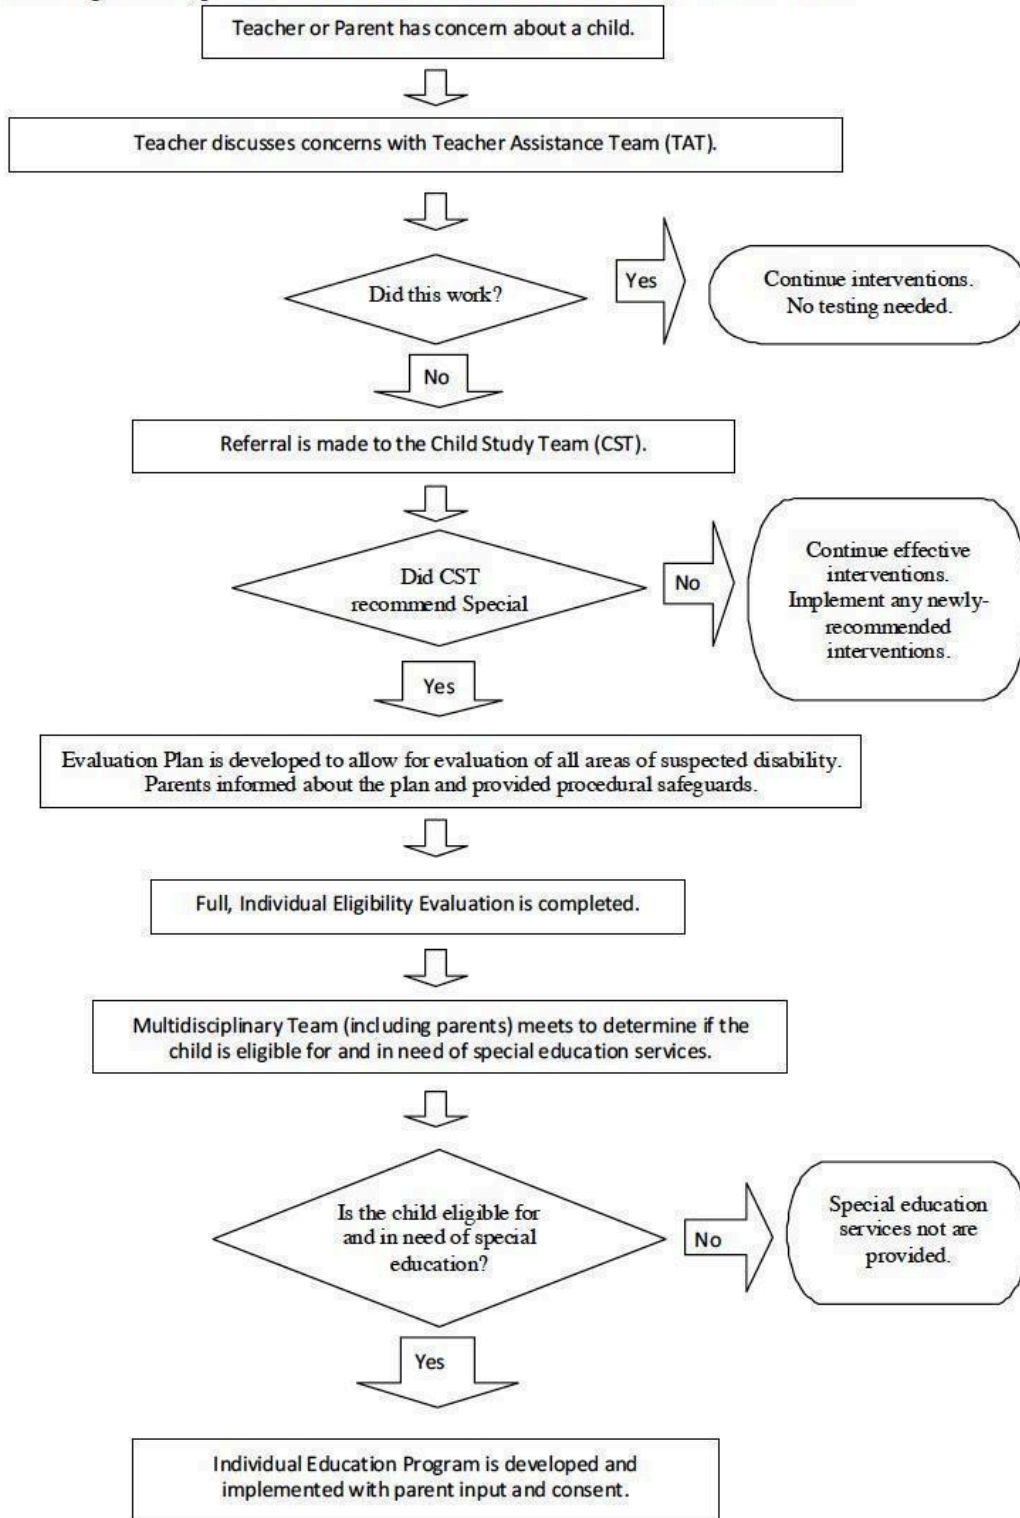 Teacher or Parent has concern about a child.
Teacher discusses concerns with Teacher Assistance Team (TAT).
Did this work?
Yes
Continue interventions.
No testing needed.
No
Referral is made to the Child Study Team (CST).
Did CST
recommend Special
No
Continue effective
interventions.
Implement any newly-
recommended
interventions.
Yes
Evaluation Plan is developed to allow for evaluation of all areas of suspected disability.
Parents informed about the plan and provided procedural safeguards.
Full, Individual Eligibility Evaluation is completed.
Multidisciplinary Team (including parents) meets to determine if the
child is eligible for and in need of special education services.
Is the child eligible for
and in need of special
education?
No
Special education
services not are
provided.
Yes
Individual Education Program is developed and
implemented with parent input and consent.